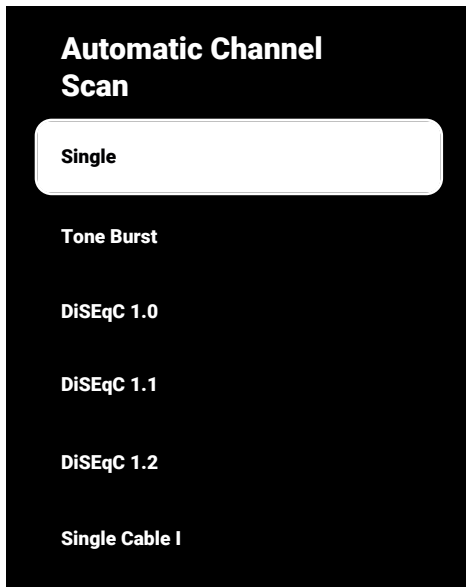 Automatic Channel
Scan
Single
Tone Burst
DiSEqC 1.0
DiSEqC 1.1
DiSEqC 1.2
Single Cable I